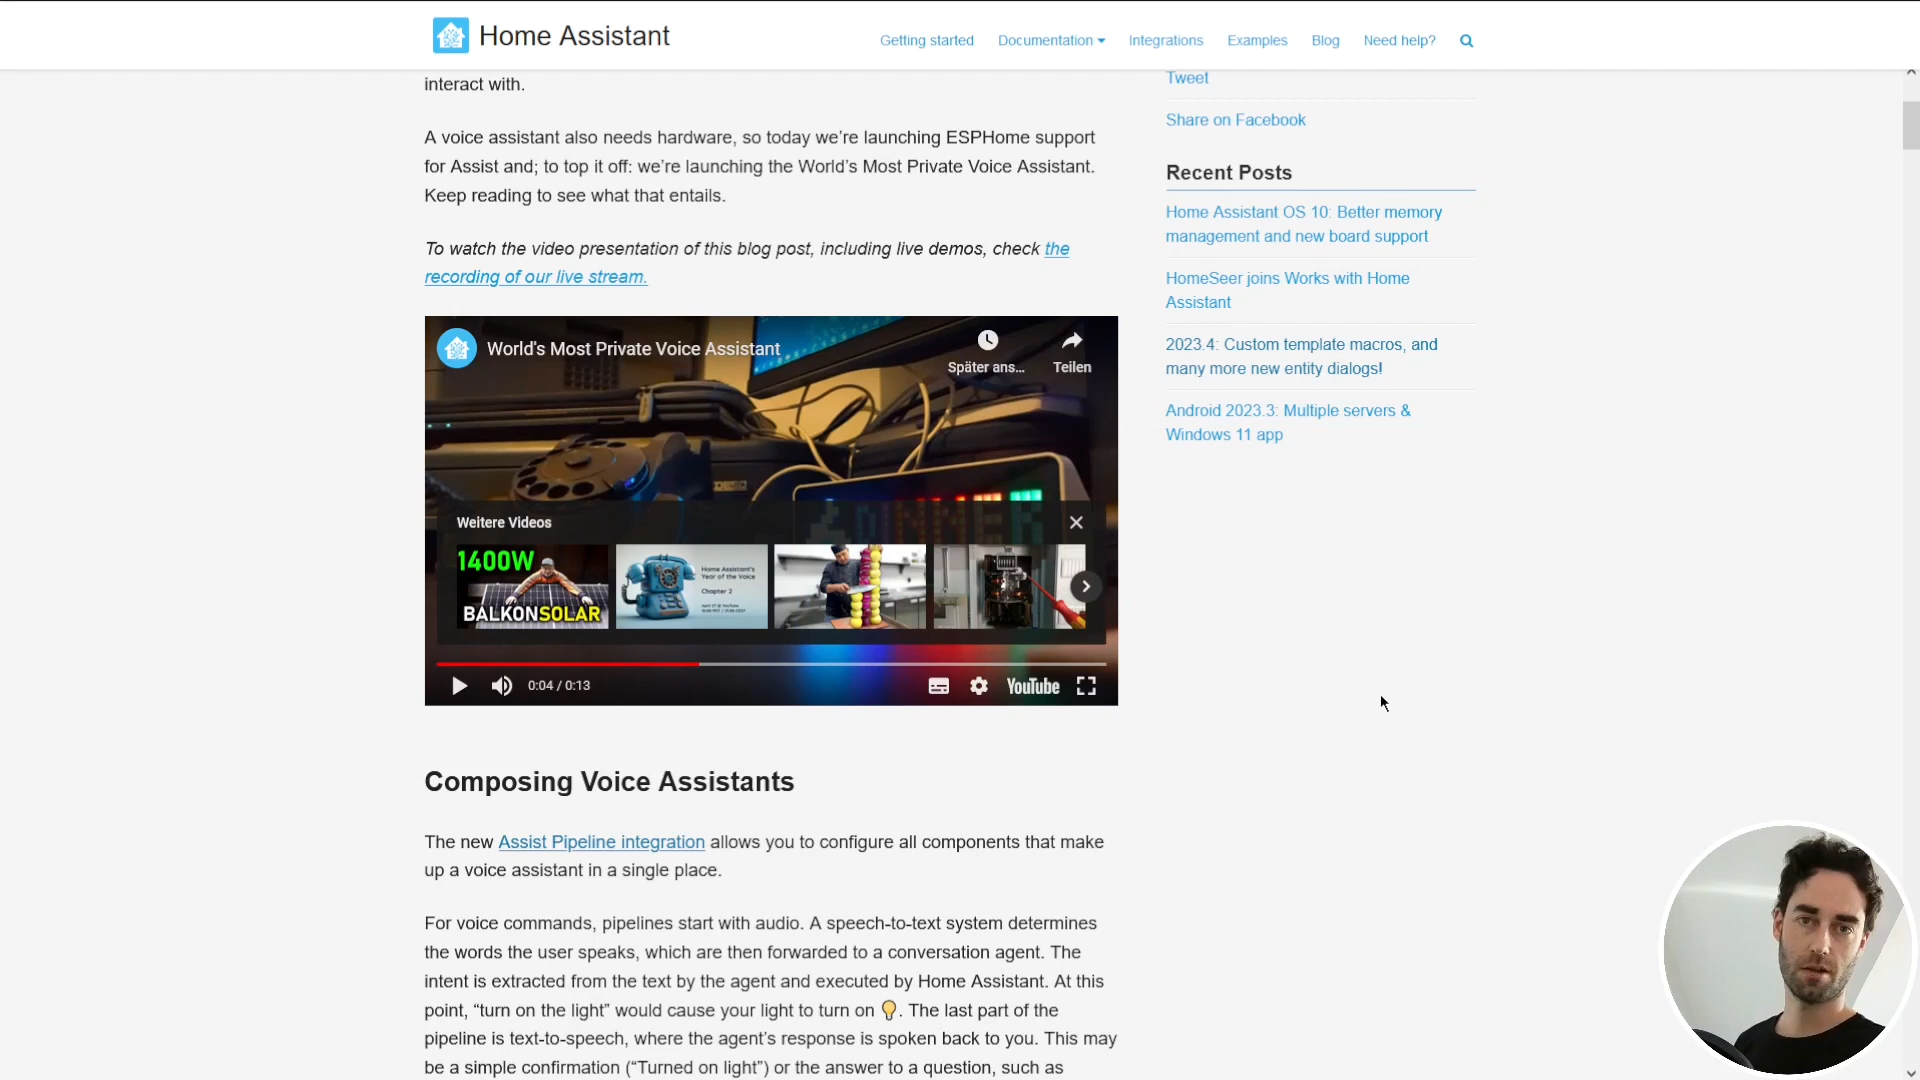 Home Assistant
Getting started
Documentation
Integrations
Examples
Blog
Need help?
interact with.
A voice assistant also needs hardware, so today we’re launching ESPHome support
for Assist and; to top it off: we’re launching the World’s Most Private Voice Assistant.
Keep reading to see what that entails.
To watch the video presentation of this blog post, including live demos, check the
recording of our live stream.
World's Most Private Voice Assistant
Später ans...
Teilen
Weitere Videos
1400W
BALKONSOLAR
Home Assistant's
Year of the Voice
Chapter 2
0:04 / 0:13
YouTube
Composing Voice Assistants
The new Assist Pipeline integration allows you to configure all components that make
up a voice assistant in a single place.
For voice commands, pipelines start with audio. A speech-to-text system determines
the words the user speaks, which are then forwarded to a conversation agent. The
intent is extracted from the text by the agent and executed by Home Assistant. At this
point, “turn on the light” would cause your light to turn on 💡. The last part of the
pipeline is text-to-speech, where the agent’s response is spoken back to you. This may
be a simple confirmation (“Turned on light”) or the answer to a question, such as
Tweet
Share on Facebook
Recent Posts
Home Assistant OS 10: Better memory
management and new board support
HomeSeer joins Works with Home
Assistant
2023.4: Custom template macros, and
many more new entity dialogs!
Android 2023.3: Multiple servers &
Windows 11 app